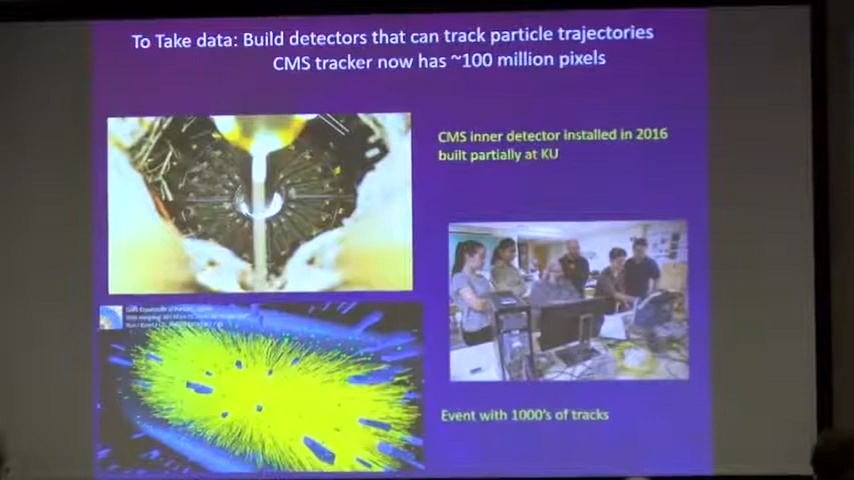 To Take data: Build detectors that can track particle trajectories
CMS tracker now has ~100 million pixels
CMS inner detector installed in 2016
built partially at KU
Event with 1000's of tracks